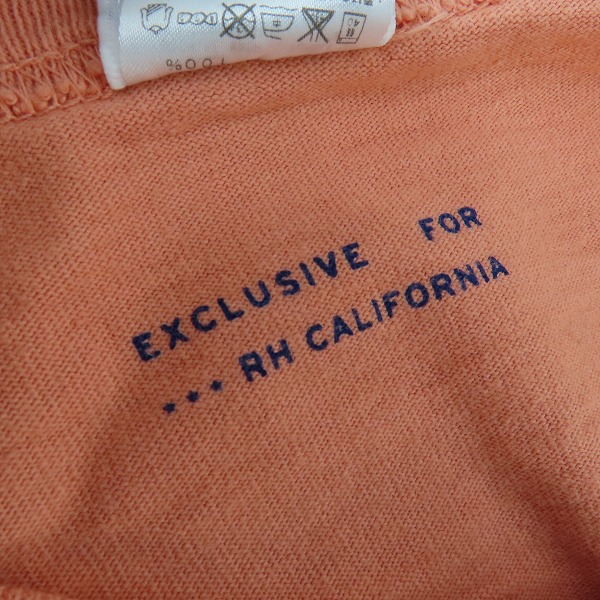 100%
EXCLUSIVE FOR
*** RH CALIFORNIA